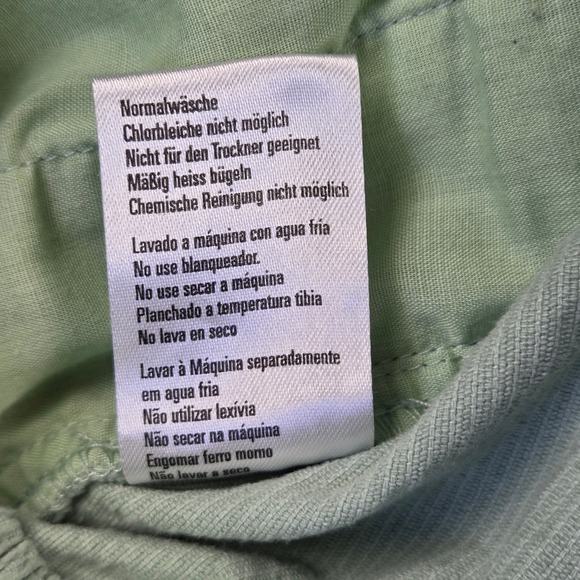 Normalwäsche
Chlorbleiche nicht möglich
Nicht für den Trockner geeignet
Mäßig heiss bügeln
Chemische Reinigung nicht möglich
Lavado a máquina con agua fría
No use blanqueador.
No use secar a máquina
Planchado a temperatura tibia
No lava en seco
Lavar à Máquina separadamente
em agua fria
Não utilizar lexívia
Não secar na máquina
Engomar ferro momo
Não lavar a seco